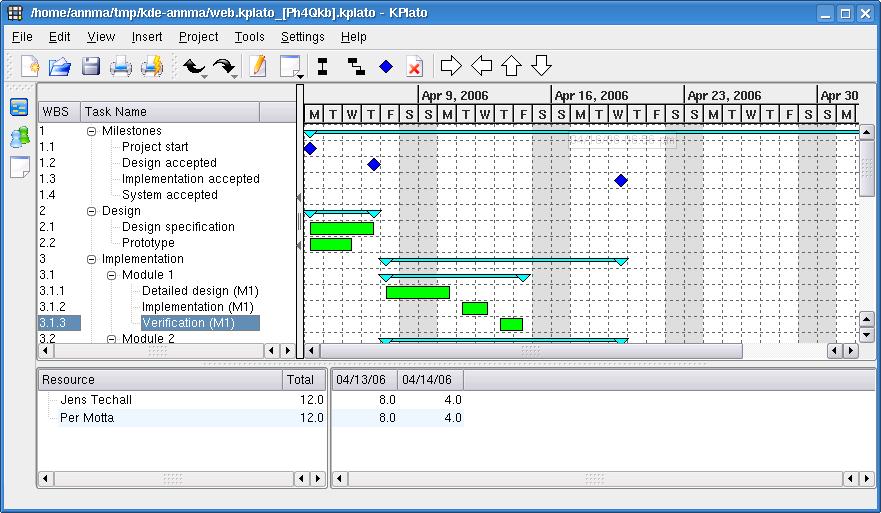 /home/annma/tmp/kde-annma/web.kplato_[Ph4Qkb].kplato - KPlato
File Edit View Insert Project Tools Settings Help
WBS Task Name
Apr 9, 2006 Apr 16, 2006 Apr 23, 2006 Apr 30
M T W T F S S M T W T F S S M T W T F S S M T W T F S S M
1 Milestones
1.1 Project start
1.2 Design accepted
1.3 Implementation accepted
1.4 System accepted
2 Design
2.1 Design specification
2.2 Prototype
3 Implementation
3.1 Module 1
3.1.1 Detailed design (M1)
3.1.2 Implementation (M1)
3.1.3 Verification (M1)
3.2 Module 2
Resource Total 04/13/06 04/14/06
Jens Techall 12.0 8.0 4.0
Per Motta 12.0 8.0 4.0